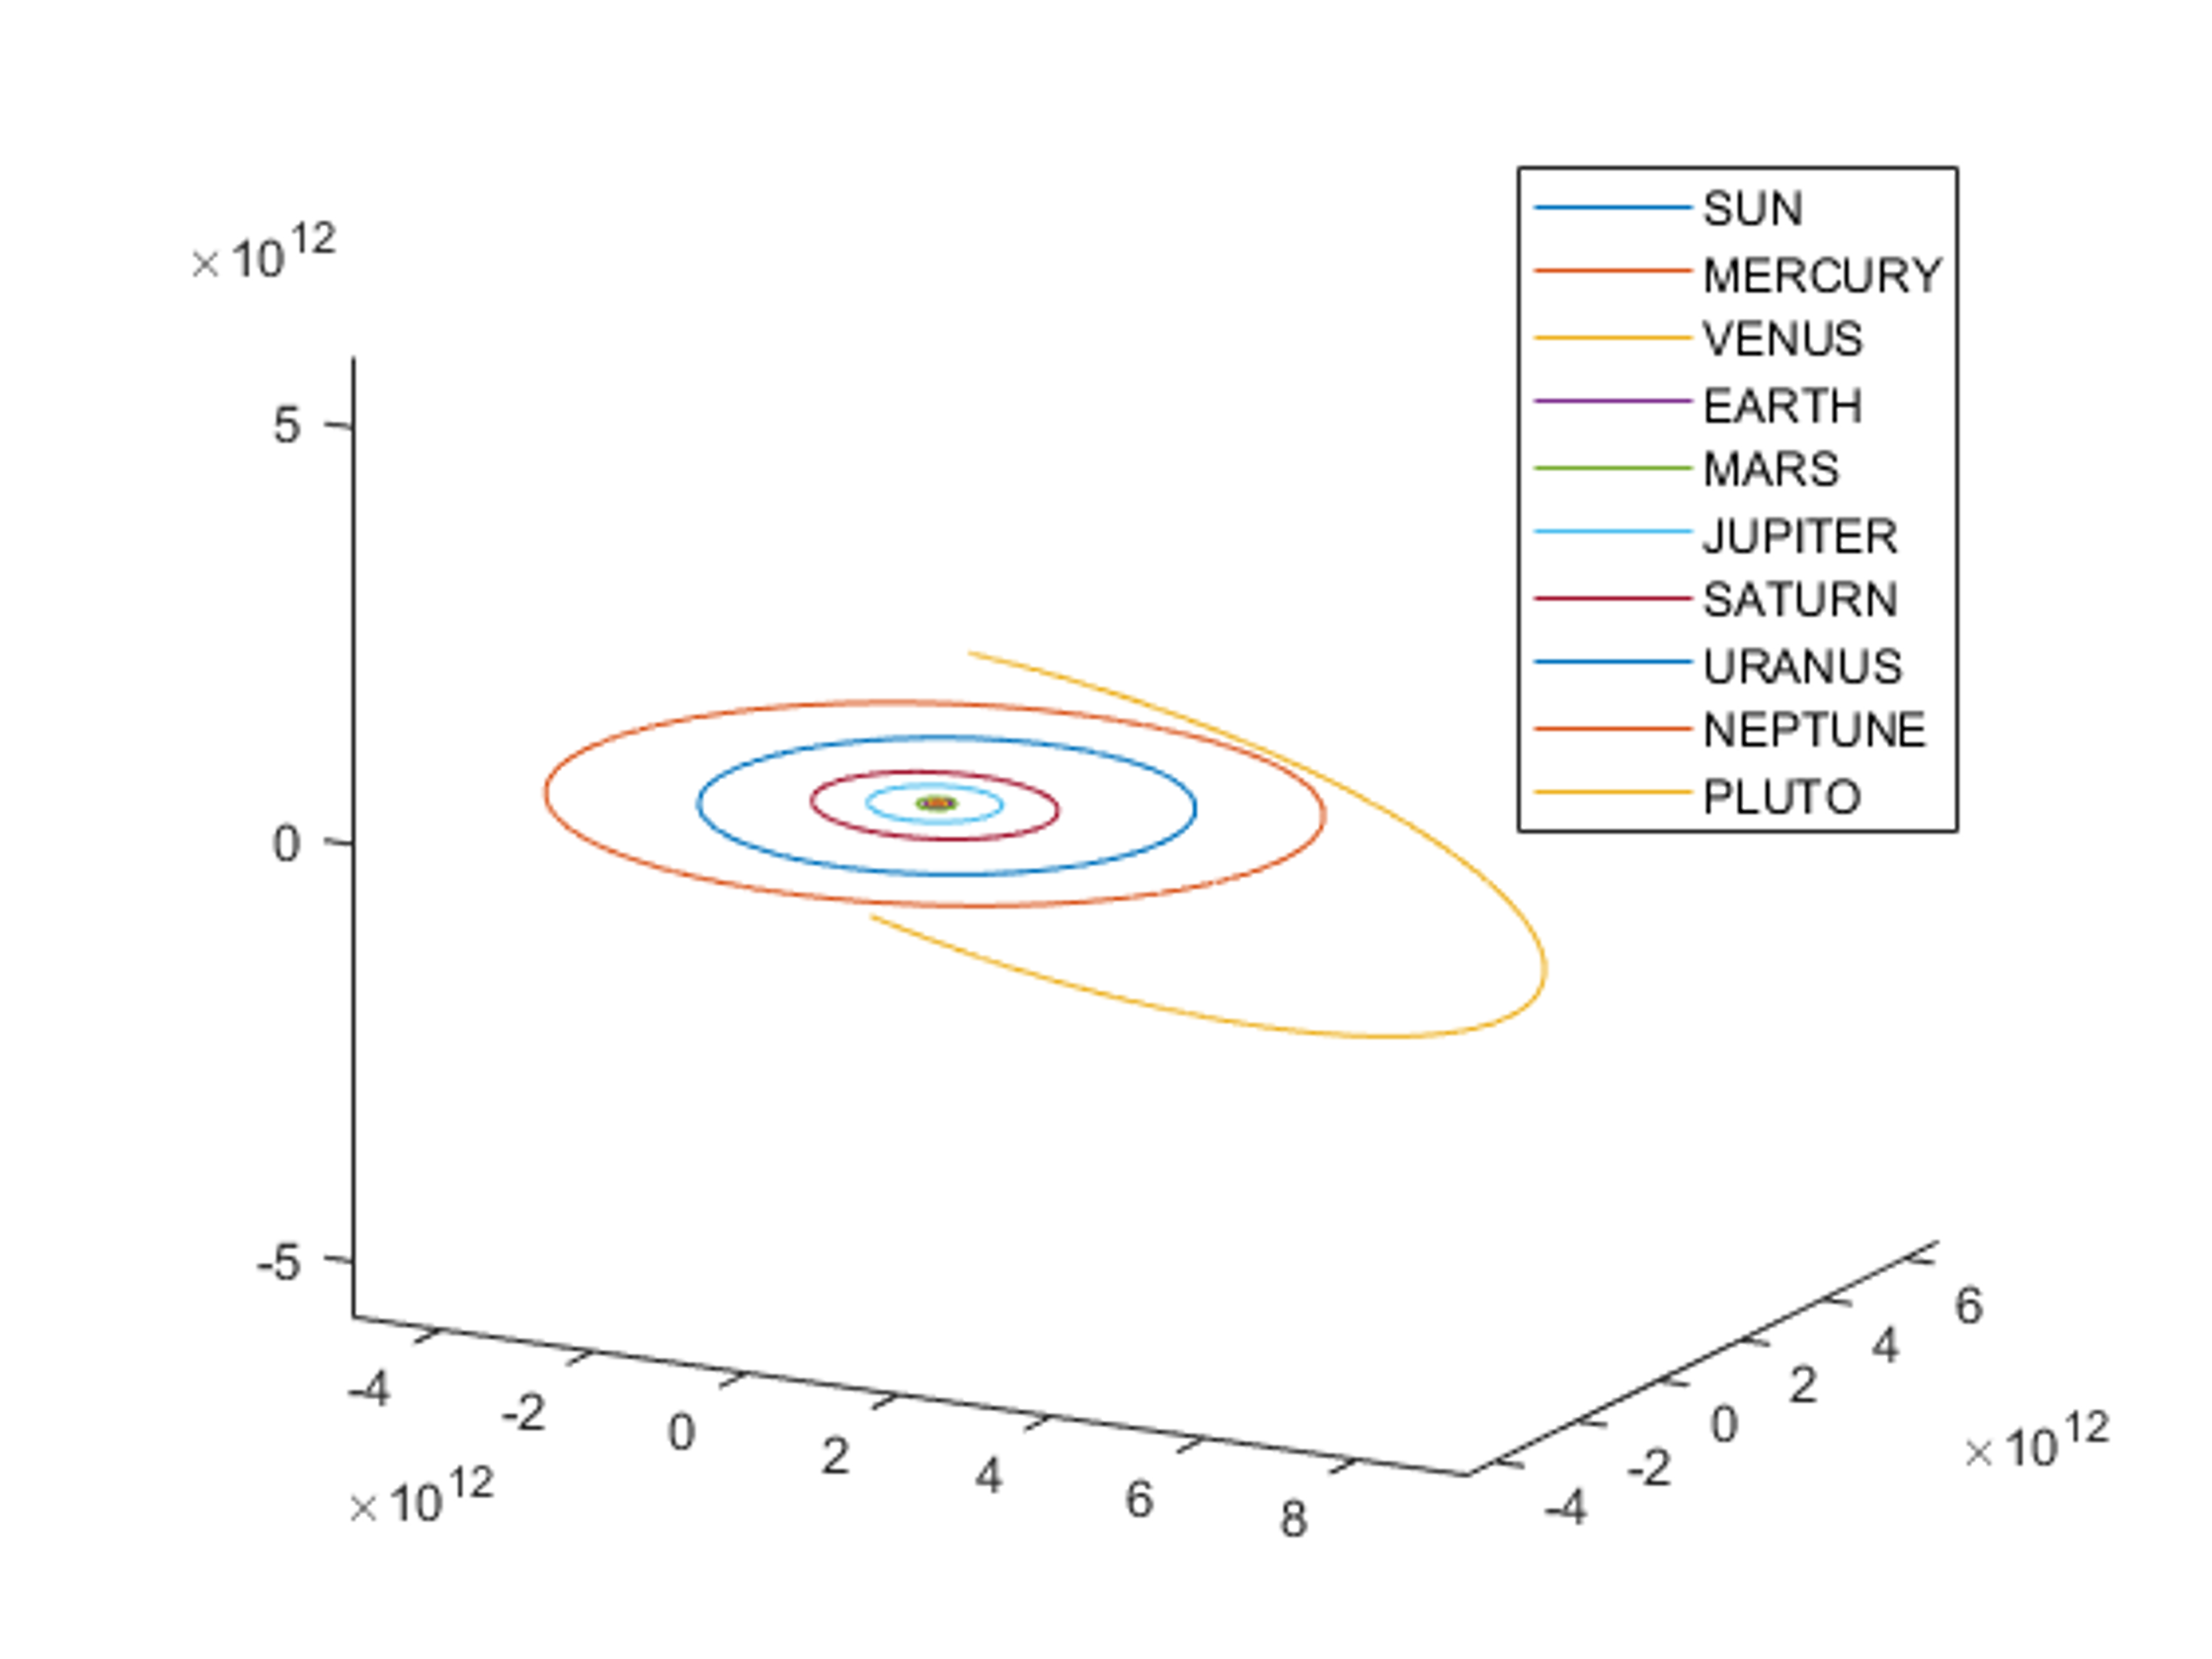 ×10^12
5
0
-5
-4
-2
0
2
4
6
8
×10^12
-4
-2
0
2
4
6
×10^12
SUN
MERCURY
VENUS
EARTH
MARS
JUPITER
SATURN
URANUS
NEPTUNE
PLUTO